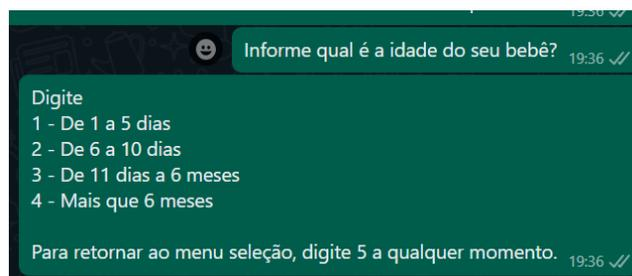 19:36
Informe qual é a idade do seu bebê? 19:36
Digite
1 - De 1 a 5 dias
2 - De 6 a 10 dias
3 - De 11 dias a 6 meses
4 - Mais que 6 meses
Para retornar ao menu seleção, digite 5 a qualquer momento. 19:36